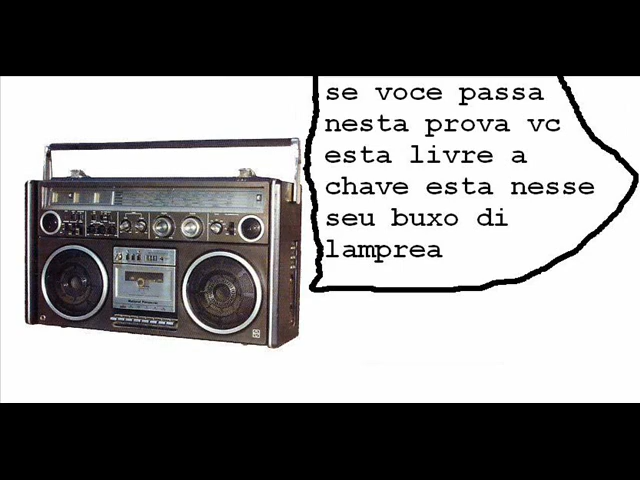 se voce passa
nesta prova vc
esta livre a
chave esta nesse
seu buxo di
lamprea